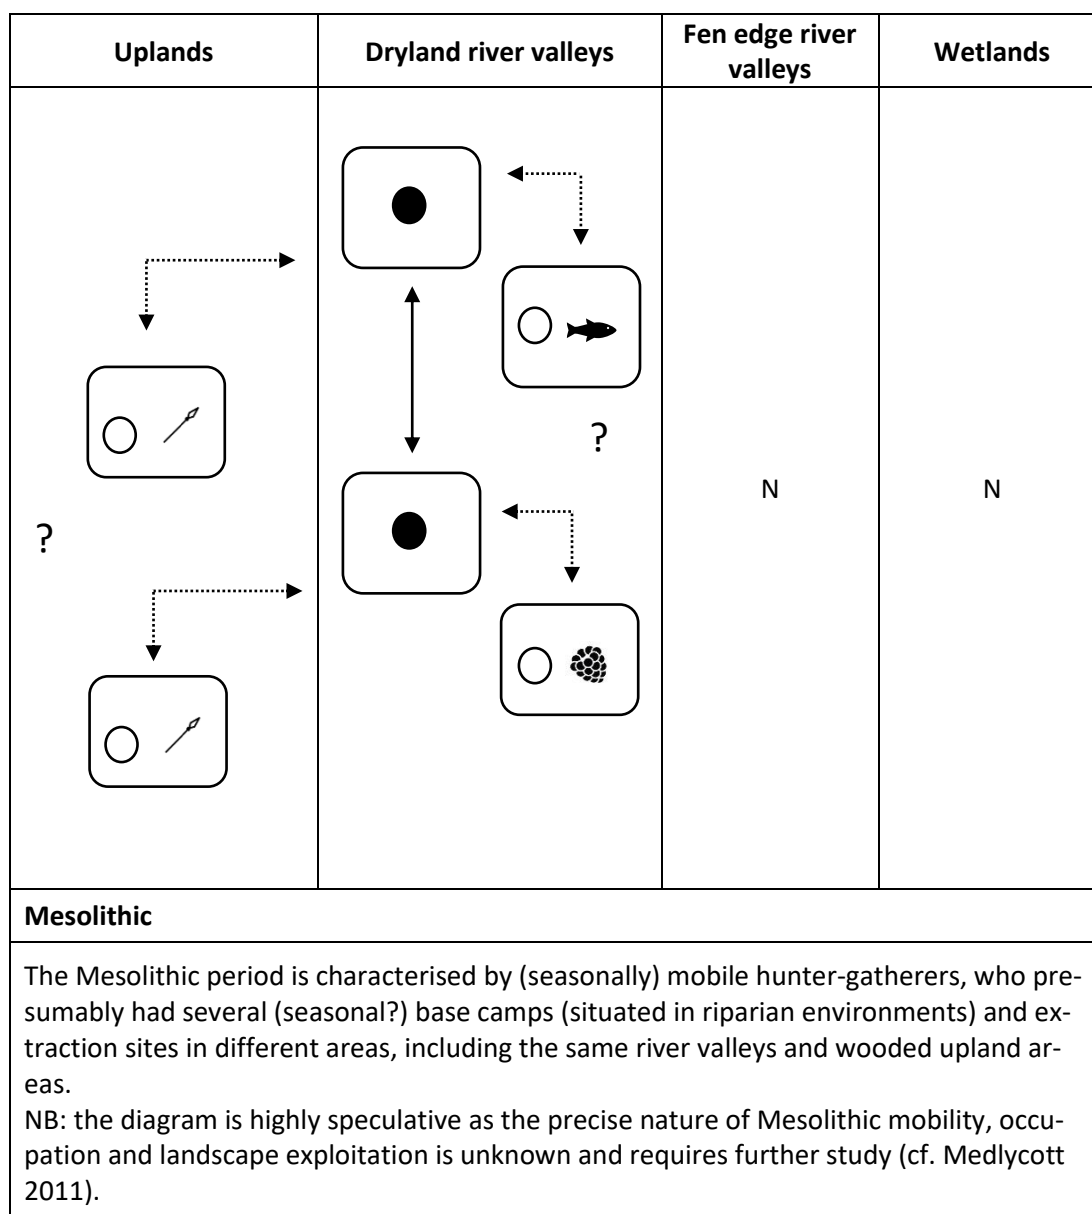 Uplands
Dryland river valleys
Fen edge river
valleys
Wetlands
?
N
N
?
Mesolithic
The Mesolithic period is characterised by (seasonally) mobile hunter-gatherers, who pre-
sumably had several (seasonal?) base camps (situated in riparian environments) and ex-
traction sites in different areas, including the same river valleys and wooded upland ar-
eas.
NB: the diagram is highly speculative as the precise nature of Mesolithic mobility, occu-
pation and landscape exploitation is unknown and requires further study (cf. Medlycott
2011).